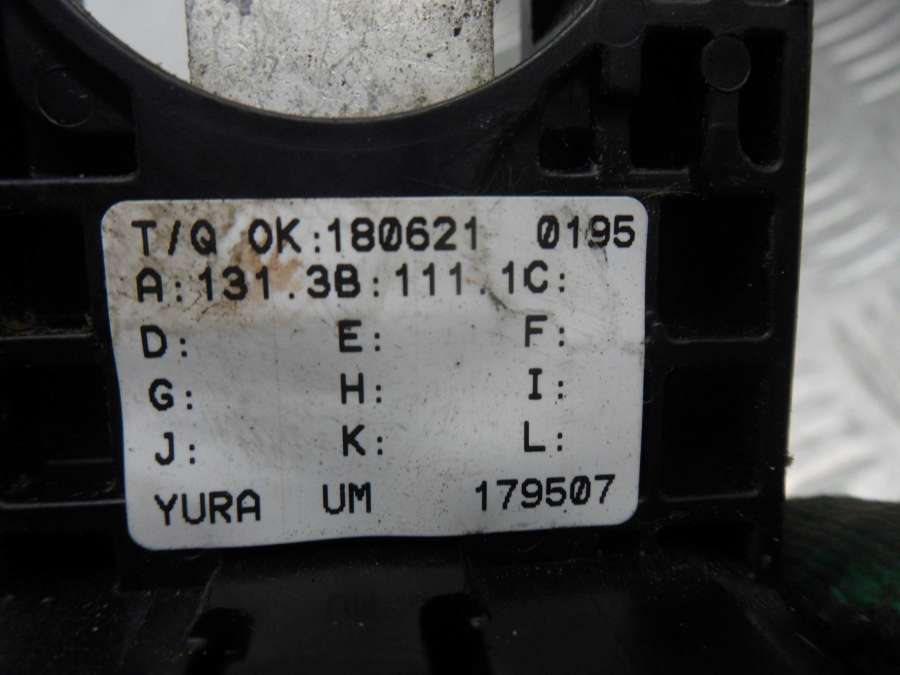 T/Q OK:180621 0195
A:131.3B:111.1C:
D: E: F:
G: H: I:
J: K: L:
YURA UM 179507